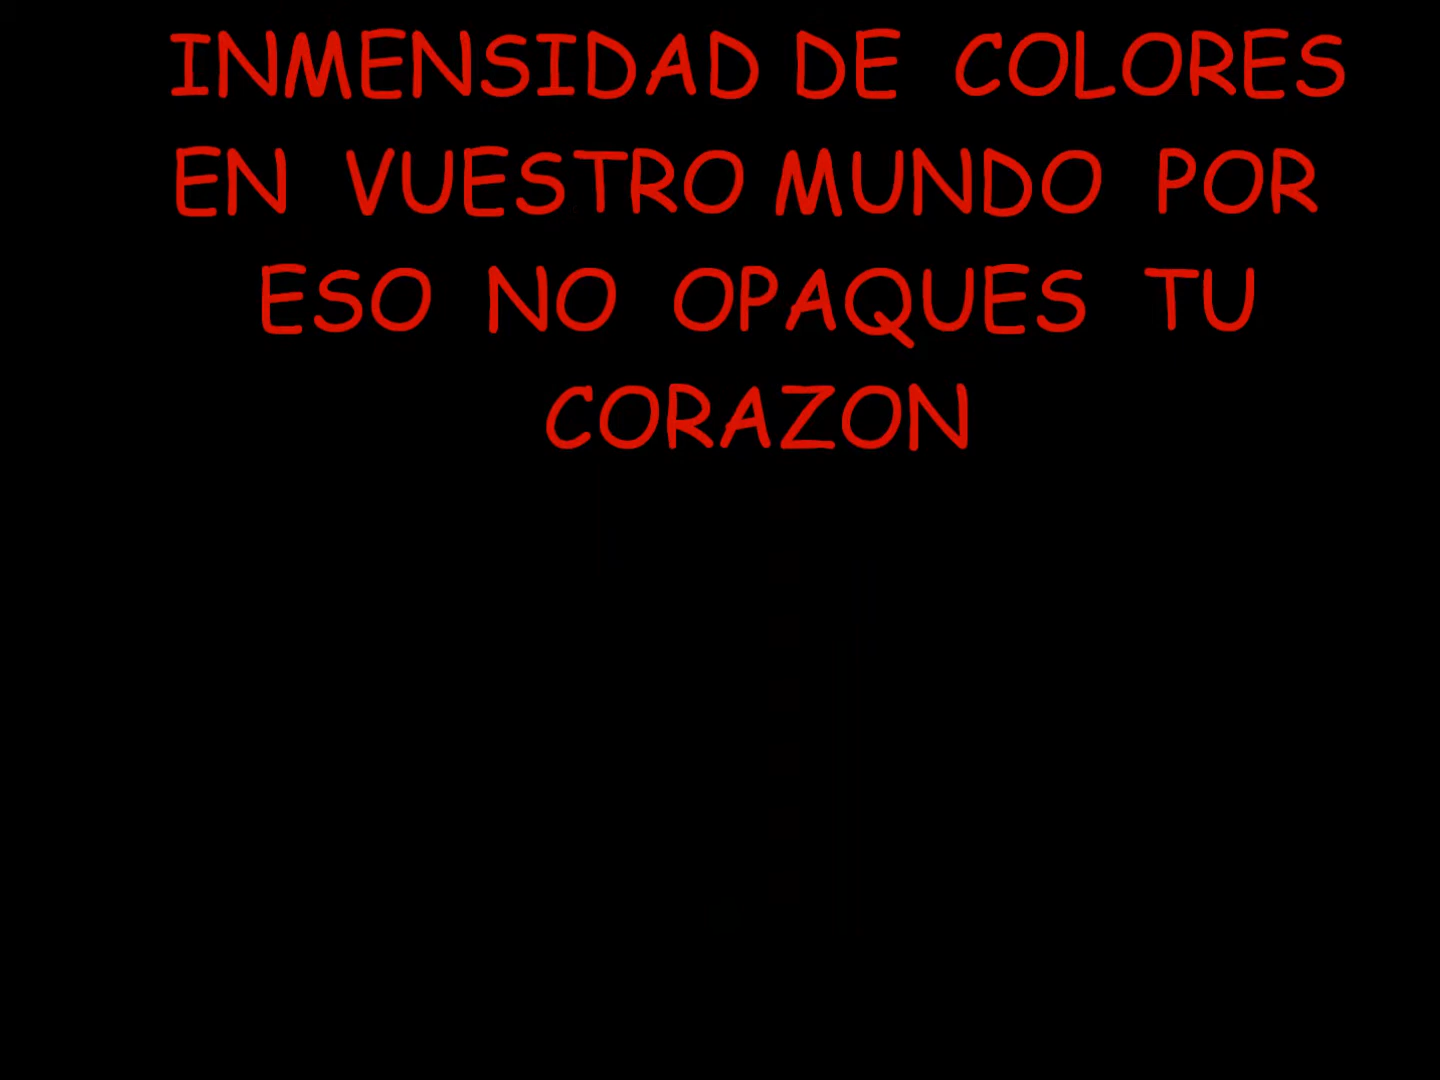 INMENSIDAD DE COLORES
EN VUESTRO MUNDO POR
ESO NO OPAQUES TU
CORAZON